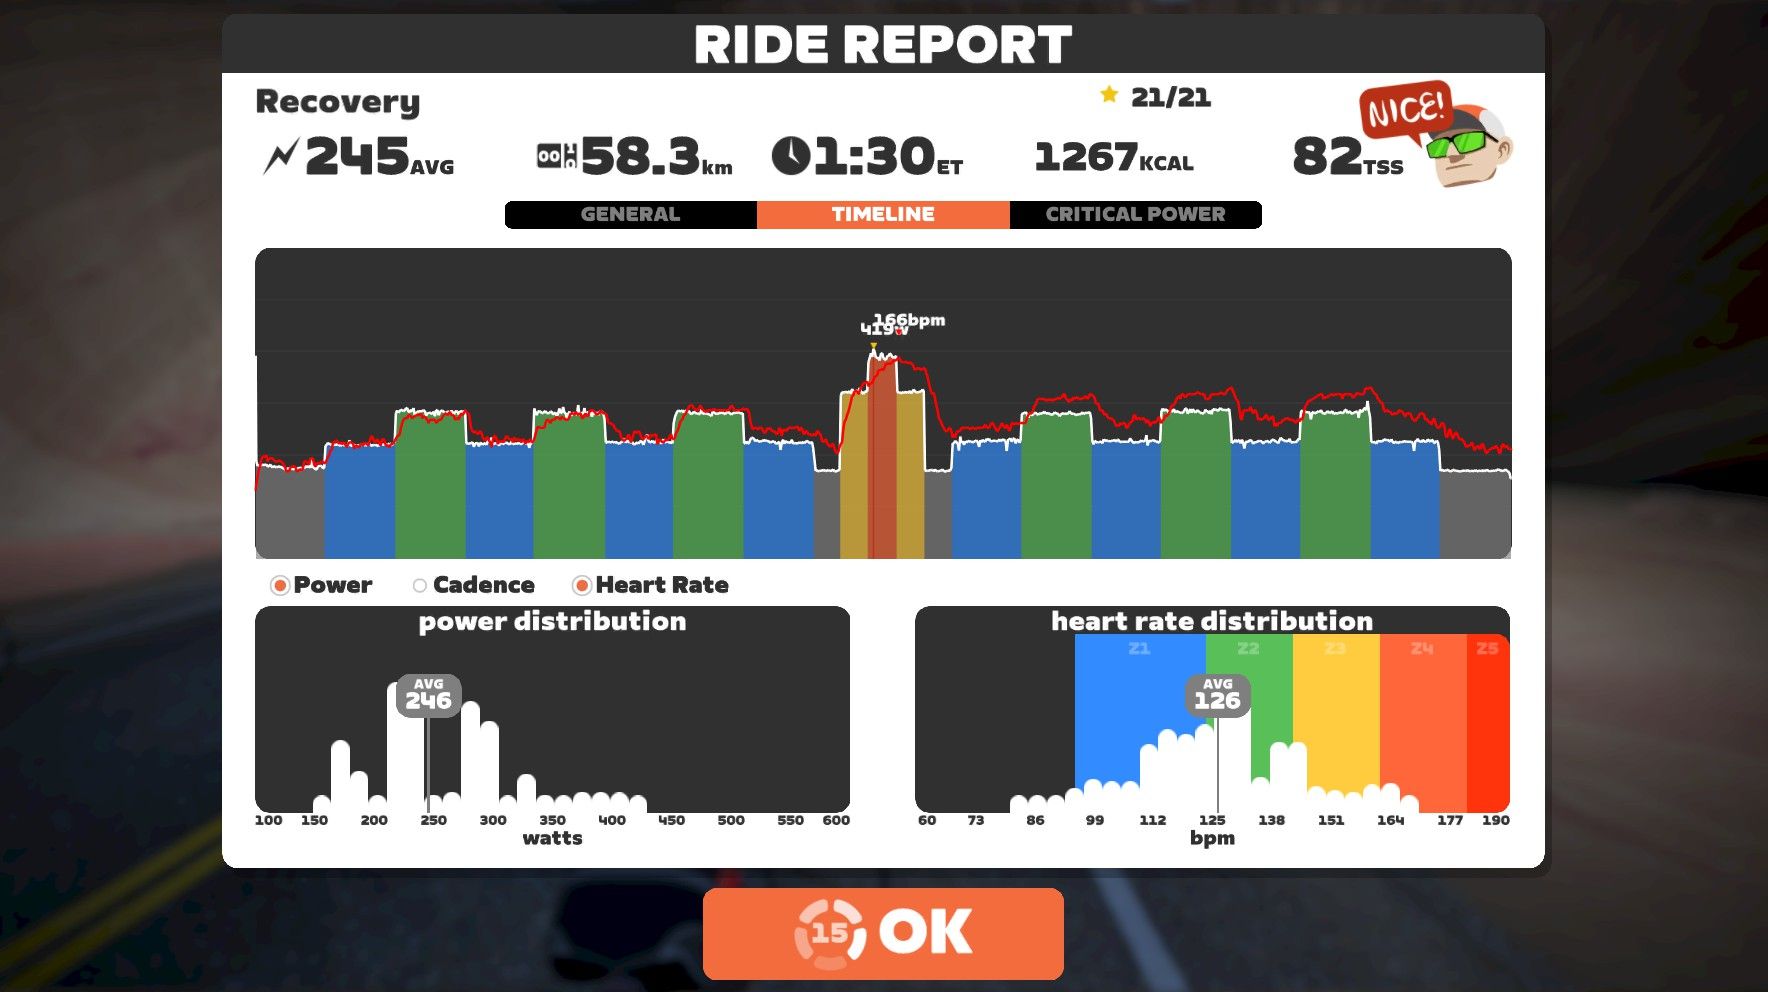 RIDE REPORT
Recovery
21/21
NICE!
245AVG
58.3km
1:30ET
1267KCAL
82TSS
GENERAL
TIMELINE
CRITICAL POWER
166bpm
419w
Power
Cadence
Heart Rate
power distribution
AVG
246
100 150 200 250 300 350 400 450 500 550 600
watts
heart rate distribution
Z1 Z2 Z3 Z4 Z5
AVG
126
60 73 86 99 112 125 138 151 164 177 190
bpm
15 OK